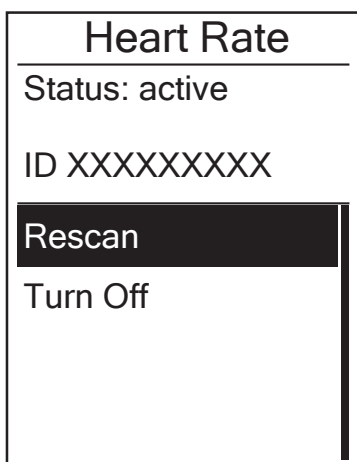 Heart Rate
Status: active
ID XXXXXXXXX
Rescan
Turn Off